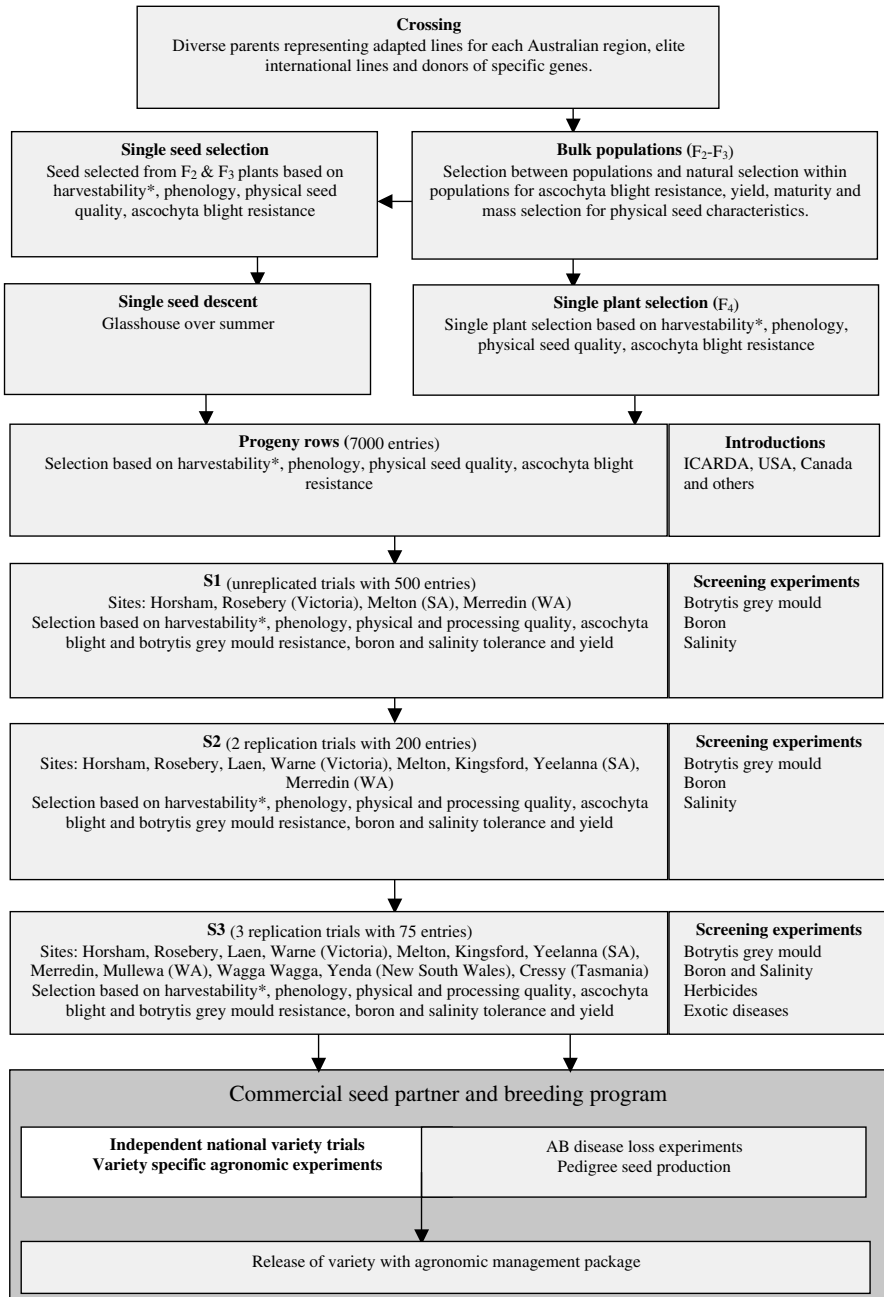 Crossing
Diverse parents representing adapted lines for each Australian region, elite
international lines and donors of specific genes.
Single seed selection
Seed selected from F2 & F3 plants based on
harvestability*, phenology, physical seed
quality, ascochyta blight resistance
Bulk populations (F2-F3)
Selection between populations and natural selection within
populations for ascochyta blight resistance, yield, maturity and
mass selection for physical seed characteristics.
Single seed descent
Glasshouse over summer
Single plant selection (F4)
Single plant selection based on harvestability*, phenology,
physical seed quality, ascochyta blight resistance
Progeny rows (7000 entries)
Selection based on harvestability*, phenology, physical seed quality, ascochyta blight
resistance
Introductions
ICARDA, USA, Canada
and others
S1 (unreplicated trials with 500 entries)
Sites: Horsham, Rosebery (Victoria), Melton (SA), Merredin (WA)
Selection based on harvestability*, phenology, physical and processing quality, ascochyta
blight and botrytis grey mould resistance, boron and salinity tolerance and yield
Screening experiments
Botrytis grey mould
Boron
Salinity
S2 (2 replication trials with 200 entries)
Sites: Horsham, Rosebery, Laen, Warne (Victoria), Melton, Kingsford, Yeelanna (SA),
Merredin (WA)
Selection based on harvestability*, phenology, physical and processing quality, ascochyta
blight and botrytis grey mould resistance, boron and salinity tolerance and yield
Screening experiments
Botrytis grey mould
Boron
Salinity
S3 (3 replication trials with 75 entries)
Sites: Horsham, Rosebery, Laen, Warne (Victoria), Melton, Kingsford, Yeelanna (SA),
Merredin, Mullewa (WA), Wagga Wagga, Yenda (New South Wales), Cressy (Tasmania)
Selection based on harvestability*, phenology, physical and processing quality, ascochyta
blight and botrytis grey mould resistance, boron and salinity tolerance and yield
Screening experiments
Botrytis grey mould
Boron and Salinity
Herbicides
Exotic diseases
Commercial seed partner and breeding program
Independent national variety trials
Variety specific agronomic experiments
AB disease loss experiments
Pedigree seed production
Release of variety with agronomic management package